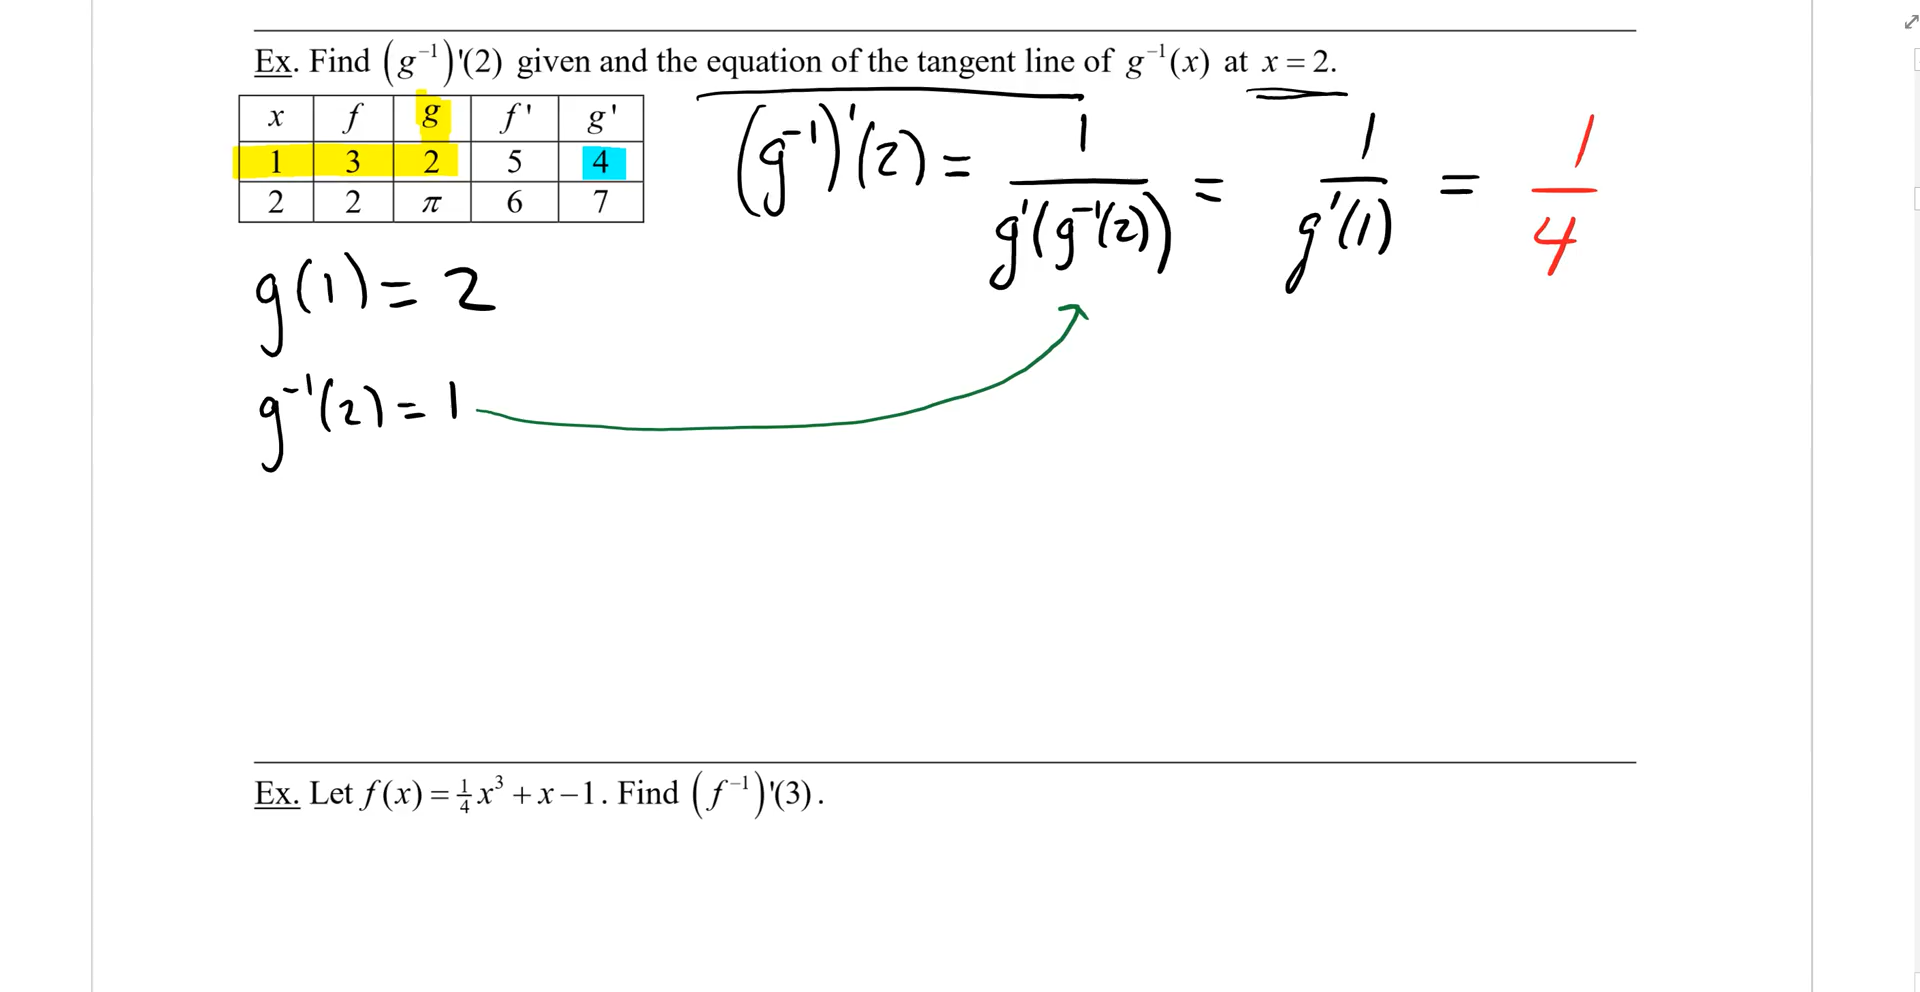 Ex. Find (g⁻¹)'(2) given and the equation of the tangent line of g⁻¹(x) at x = 2.
x f g f ' g '
1 3 2 5 4
2 2 π 6 7
(g⁻¹)'(2) = 1/g'(g⁻¹(2)) = 1/g'(1) = 1/4
g(1) = 2
g⁻¹(2) = 1
Ex. Let f(x) = ¼x³ + x − 1. Find (f⁻¹)'(3).